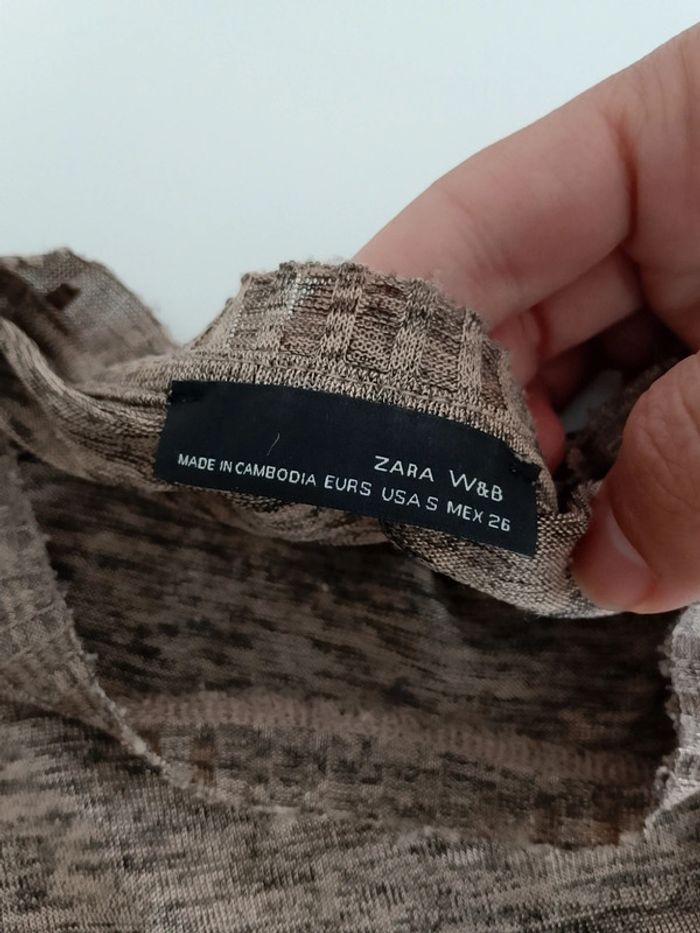 ZARA W&B
MADE IN CAMBODIA EUR S USA S MEX 26